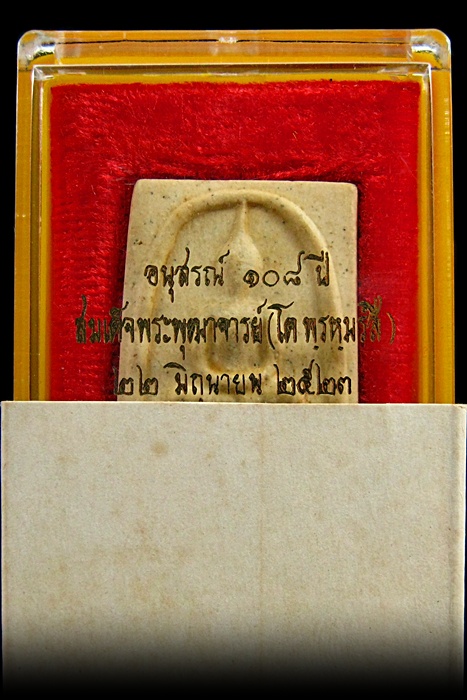 อนุสรณ์ ๑๐๘ ปี
สมเด็จพระพุฒาจารย์(โต พรหมรังสี)
๒๒ มิถุนายน ๒๕๒๓